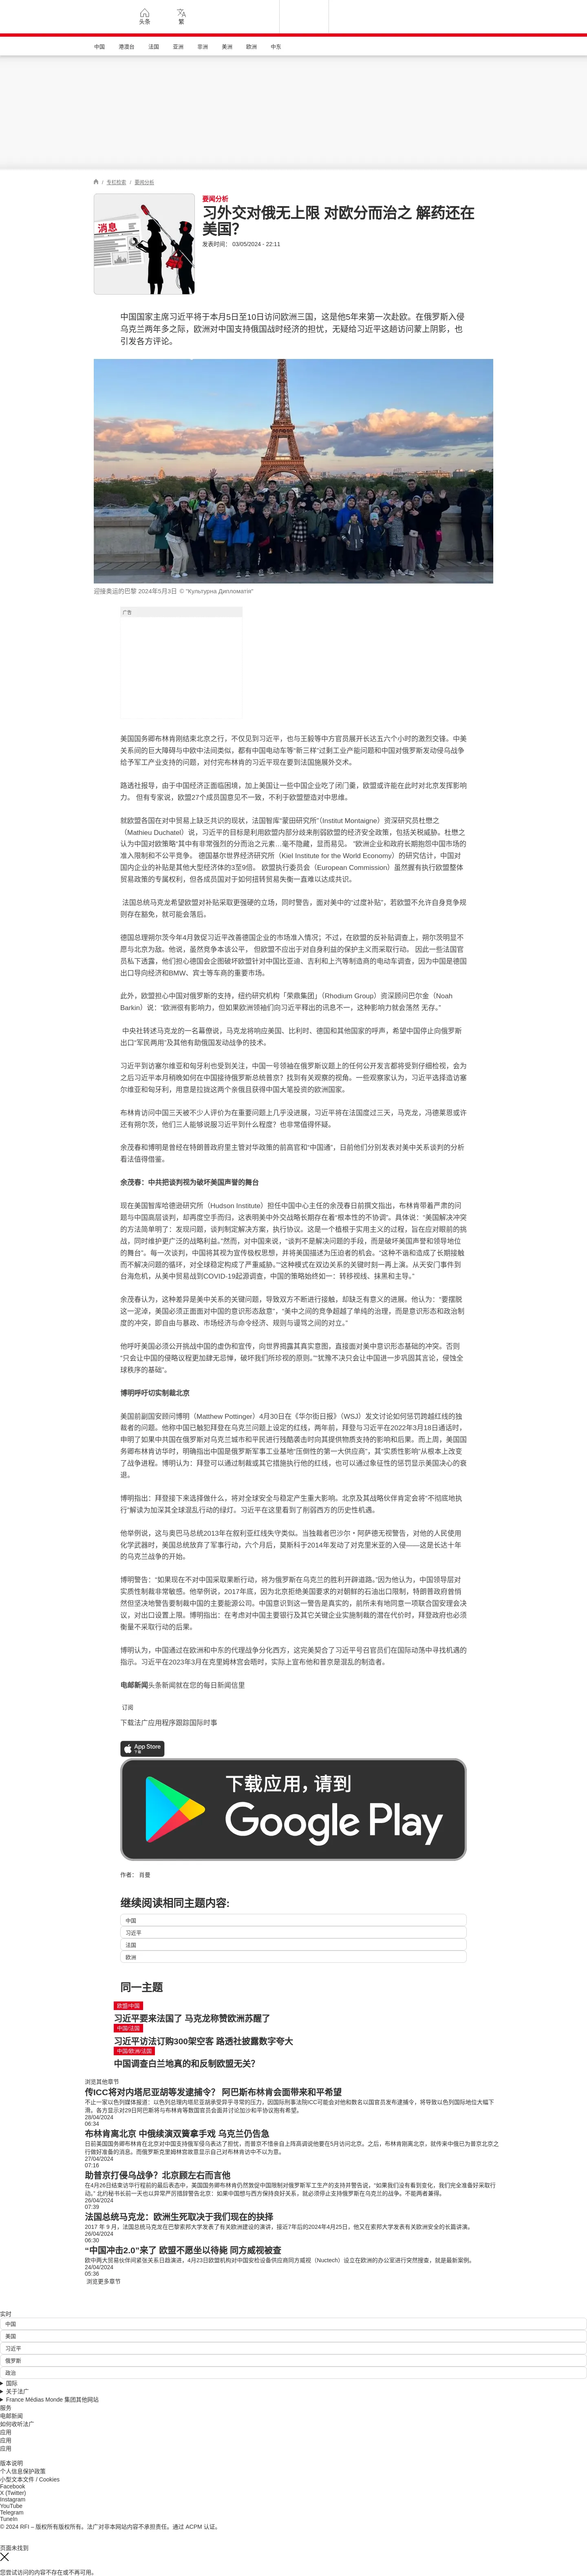 头条
繁
中国 港澳台 法国 亚洲 非洲 美洲 欧洲 中东
/ 专栏检索 / 要闻分析
消息
要闻分析
习外交对俄无上限 对欧分而治之 解药还在
美国？
发表时间： 03/05/2024 - 22:11
中国国家主席习近平将于本月5日至10日访问欧洲三国，这是他5年来第一次赴欧。在俄罗斯入侵
乌克兰两年多之际，欧洲对中国支持俄国战时经济的担忧，无疑给习近平这趟访问蒙上阴影，也
引发各方评论。
迎接奥运的巴黎 2024年5月3日 © "Культурна Дипломатія"
广告
美国国务卿布林肯刚结束北京之行，不仅见到习近平，也与王毅等中方官员展开长达五六个小时的激烈交锋。中美
关系间的巨大障碍与中欧中法间类似，都有中国电动车等“新三样”过剩工业产能问题和中国对俄罗斯发动侵乌战争
给予军工产业支持的问题，对付完布林肯的习近平现在要到法国施展外交术。
路透社报导，由于中国经济正面临困境，加上美国让一些中国企业吃了闭门羹，欧盟或许能在此时对北京发挥影响
力。 但有专家说，欧盟27个成员国意见不一致，不利于欧盟塑造对中思维。
就欧盟各国在对中贸易上缺乏共识的现状，法国智库“蒙田研究所”（Institut Montaigne）资深研究员杜懋之
（Mathieu Duchatel）说，习近平的目标是利用欧盟内部分歧来削弱欧盟的经济安全政策，包括关税威胁。杜懋之
认为中国对欧策略“其中有非常强烈的分而治之元素…毫不隐藏，显而易见。 ”欧洲企业和政府长期抱怨中国市场的
准入限制和不公平竞争。 德国基尔世界经济研究所（Kiel Institute for the World Economy）的研究估计，中国对
国内企业的补贴是其他大型经济体的3至9倍。 欧盟执行委员会（European Commission）虽然握有执行欧盟整体
贸易政策的专属权利，但各成员国对于如何扭转贸易失衡一直难以达成共识。
法国总统马克龙希望欧盟对补贴采取更强硬的立场，同时警告，面对美中的“过度补贴”，若欧盟不允许自身竞争规
则存在豁免，就可能会落后。
德国总理朔尔茨今年4月敦促习近平改善德国企业的市场准入情况；不过，在欧盟的反补贴调查上，朔尔茨明显不
愿与北京为敌。他说，虽然竞争本该公平， 但欧盟不应出于对自身利益的保护主义而采取行动。 因此一些法国官
员私下透露，他们担心德国会企图破坏欧盟针对中国比亚迪、吉利和上汽等制造商的电动车调查，因为中国是德国
出口导向经济和BMW、宾士等车商的重要市场。
此外，欧盟担心中国对俄罗斯的支持，纽约研究机构「荣鼎集团」（Rhodium Group）资深顾问巴尔金（Noah
Barkin）说：“欧洲很有影响力，但如果欧洲领袖们向习近平释出的讯息不一，这种影响力就会荡然 无存。”
中央社转述马克龙的一名幕僚说，马克龙将响应美国、比利时、德国和其他国家的呼声，希望中国停止向俄罗斯
出口“军民两用”及其他有助俄国发动战争的技术。
习近平到访塞尔维亚和匈牙利也受到关注，中国一号领袖在俄罗斯议题上的任何公开发言都将受到仔细检视，会为
之后习近平本月稍晚如何在中国接待俄罗斯总统普京？找到有关观察的视角。一些观察家认为，习近平选择造访塞
尔维亚和匈牙利，用意是拉拢这两个亲俄且获得中国大笔投资的欧洲国家。
布林肯访问中国三天被不少人评价为在重要问题上几乎没进展，习近平将在法国度过三天，马克龙，冯德莱恩或许
还有朔尔茨，他们三人能够说服习平到什么程度？也非常值得怀疑。
余茂春和博明是曾经在特朗普政府里主管对华政策的前高官和“中国通”，日前他们分别发表对美中关系谈判的分析
看法值得借鉴。
余茂春：中共把谈判视为破坏美国声誉的舞台
现在美国智库哈德逊研究所（Hudson Institute）担任中国中心主任的余茂春日前撰文指出，布林肯带着严肃的问
题与中国高层谈判，却再度空手而归，这表明美中外交战略长期存在着“根本性的不协调”。具体说：“美国解决冲突
的方法简单明了：发现问题，谈判制定解决方案，执行协议。这是一个植根于实用主义的过程，旨在应对眼前的挑
战，同时维护更广泛的战略利益。”然而，对中国来说，“谈判不是解决问题的手段，而是破坏美国声誉和领导地位
的舞台”。每一次谈判，中国将其视为宣传极权思想，并将美国描述为压迫者的机会。“这种不谐和造成了长期接触
而不解决问题的循环，对全球稳定构成了严重威胁。”“这种模式在双边关系的关键时刻一再上演。从天安门事件到
台海危机，从美中贸易战到COVID-19起源调查，中国的策略始终如一：转移视线、抹黑和主导。”
余茂春认为，这种差异是美中关系的关键问题，导致双方不断进行接触，却缺乏有意义的进展。他认为：“要摆脱
这一泥淖，美国必须正面面对中国的意识形态敌意”，“美中之间的竞争超越了单纯的治理，而是意识形态和政治制
度的冲突，即自由与暴政、市场经济与命令经济、规则与谩骂之间的对立。”
他呼吁美国必须公开挑战中国的虚伪和宣传，向世界揭露其真实意图，直接面对美中意识形态基础的冲突。否则
“只会让中国的侵略议程更加肆无忌惮，破坏我们所珍视的原则。”“犹豫不决只会让中国进一步巩固其言论，侵蚀全
球秩序的基础”。
博明呼吁切实制裁北京
美国前副国安顾问博明（Matthew Pottinger）4月30日在《华尔街日报》（WSJ）发文讨论如何惩罚跨越红线的独
裁者的问题。他称中国已触犯拜登在乌克兰问题上设定的红线，两年前，拜登与习近平在2022年3月18日通话时，
申明了如果中共国在俄罗斯对乌克兰城市和平民进行残酷袭击时向其提供物质支持的影响和后果。而上周，美国国
务卿布林肯访华时，明确指出中国是俄罗斯军事工业基地“压倒性的第一大供应商”，其“实质性影响”从根本上改变
了战争进程。博明认为：拜登可以通过制裁或其它措施执行他的红线，也可以通过象征性的惩罚显示美国决心的衰
退。
博明指出：拜登接下来选择做什么，将对全球安全与稳定产生重大影响。北京及其战略伙伴肯定会将“不彻底地执
行”解读为加深其全球混乱行动的绿灯。习近平在这里看到了削弱西方的历史性机遇。
他举例说，这与奥巴马总统2013年在叙利亚红线失守类似。当独裁者巴沙尔・阿萨德无视警告，对他的人民使用
化学武器时，美国总统放弃了军事行动，六个月后，莫斯科于2014年发动了对克里米亚的入侵——这是长达十年
的乌克兰战争的开始。
博明警告：“如果现在不对中国采取果断行动，将为俄罗斯在乌克兰的胜利开辟道路。”因为他认为，中国领导层对
实质性制裁非常敏感。他举例说，2017年底，因为北京拒绝美国要求的对朝鲜的石油出口限制，特朗普政府曾悄
然但坚决地警告要制裁中国的主要能源公司。中国意识到这一警告是真实的，前所未有地同意一项联合国安理会决
议，对出口设置上限。博明指出：在考虑对中国主要银行及其它关键企业实施制裁的潜在代价时，拜登政府也必须
衡量不采取行动的后果。
博明认为，中国通过在欧洲和中东的代理战争分化西方，这完美契合了习近平号召官员们在国际动荡中寻找机遇的
指示。习近平在2023年3月在克里姆林宫会晤时，实际上宣布他和普京是混乱的制造者。
电邮新闻头条新闻就在您的每日新闻信里
订阅
下载法广应用程序跟踪国际时事
App Store
下载
下载应用，请到
Google Play
作者： 肖曼
继续阅读相同主题内容:
中国
习近平
法国
欧洲
同一主题
欧盟/中国
习近平要来法国了 马克龙称赞欧洲苏醒了
中国/法国
习近平访法订购300架空客 路透社披露数字夸大
中国/欧洲/法国
中国调查白兰地真的和反制欧盟无关？
浏览其他章节
传ICC将对内塔尼亚胡等发逮捕令？ 阿巴斯布林肯会面带来和平希望
不止一家以色列媒体报道：以色列总理内塔尼亚胡承受异乎寻常的压力，因国际刑事法院ICC可能会对他和数名以国官员发布逮捕令，将导致以色列国际地位大幅下
滑。各方显示对29日阿巴斯将与布林肯等数国官员会面并讨论加沙和平协议抱有希望。
28/04/2024
06:34
布林肯离北京 中俄续演双簧拿手戏 乌克兰仍告急
日前美国国务卿布林肯在北京对中国支持俄军侵乌表达了担忧，而普京不惜亲自上阵高调说他要在5月访问北京。之后，布林肯刚离北京，就传来中俄已为普京北京之
行做好准备的消息。而俄罗斯克里姆林宫故意显示自己对布林肯访中不以为意。
27/04/2024
07:16
助普京打侵乌战争？北京顾左右而言他
在4月26日结束访华行程前的最后表态中，美国国务卿布林肯仍然敦促中国限制对俄罗斯军工生产的支持并警告说，“如果我们没有看到变化，我们完全准备好采取行
动。” 北约秘书长前一天也以异常严厉措辞警告北京：如果中国想与西方保持良好关系，就必须停止支持俄罗斯在乌克兰的战争。不能两者兼得。
26/04/2024
07:39
法国总统马克龙：欧洲生死取决于我们现在的抉择
2017 年 9 月，法国总统马克龙在巴黎索邦大学发表了有关欧洲建设的演讲，接近7年后的2024年4月25日，他又在索邦大学发表有关欧洲安全的长篇讲演。
26/04/2024
06:30
“中国冲击2.0”来了 欧盟不愿坐以待毙 同方威视被查
欧中两大贸易伙伴间紧张关系日趋演进，4月23日欧盟机构对中国安检设备供应商同方威视（Nuctech）设立在欧洲的办公室进行突然搜查，就是最新案例。
24/04/2024
05:36
浏览更多章节
实时
中国
美国
习近平
俄罗斯
政治
国际
关于法广
France Médias Monde 集团其他网站
服务
电邮新闻
如何收听法广
应用
应用
应用
版本说明
个人信息保护政策
小型文本文件 / Cookies
Facebook
X (Twitter)
Instagram
YouTube
Telegram
TuneIn
© 2024 RFI – 版权所有版权所有。法广对非本网站内容不承担责任。通过 ACPM 认证。
页面未找到
您尝试访问的内容不存在或不再可用。